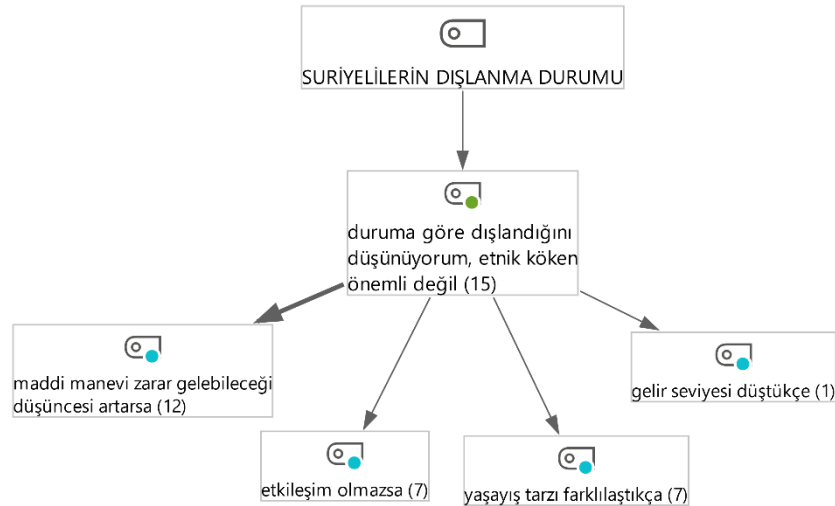 SURİYELİLERİN DIŞLANMA DURUMU
duruma göre dışlandığını
düşünüyorum, etnik köken
önemli değil (15)
maddi manevi zarar gelebileceği
düşüncesi artarsa (12)
gelir seviyesi düştükçe (1)
etkileşim olmazsa (7)
yaşayış tarzı farklılaştıkça (7)